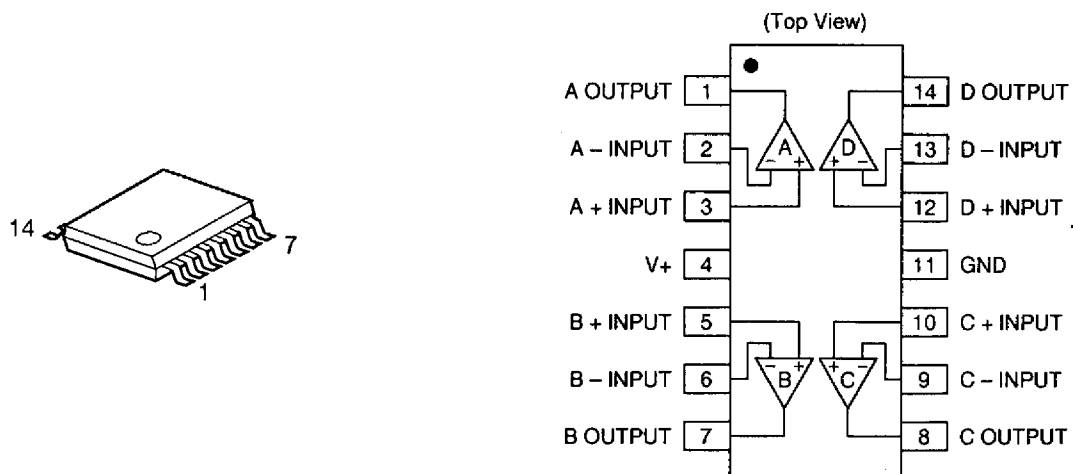 (Top View)
A OUTPUT 1 14 D OUTPUT
A – INPUT 2 13 D – INPUT
A D
– + + –
A + INPUT 3 12 D + INPUT
14 7
V+ 4 11 GND
1
B + INPUT 5 10 C + INPUT
– + + –
B – INPUT 6 9 C – INPUT
B C
B OUTPUT 7 8 C OUTPUT